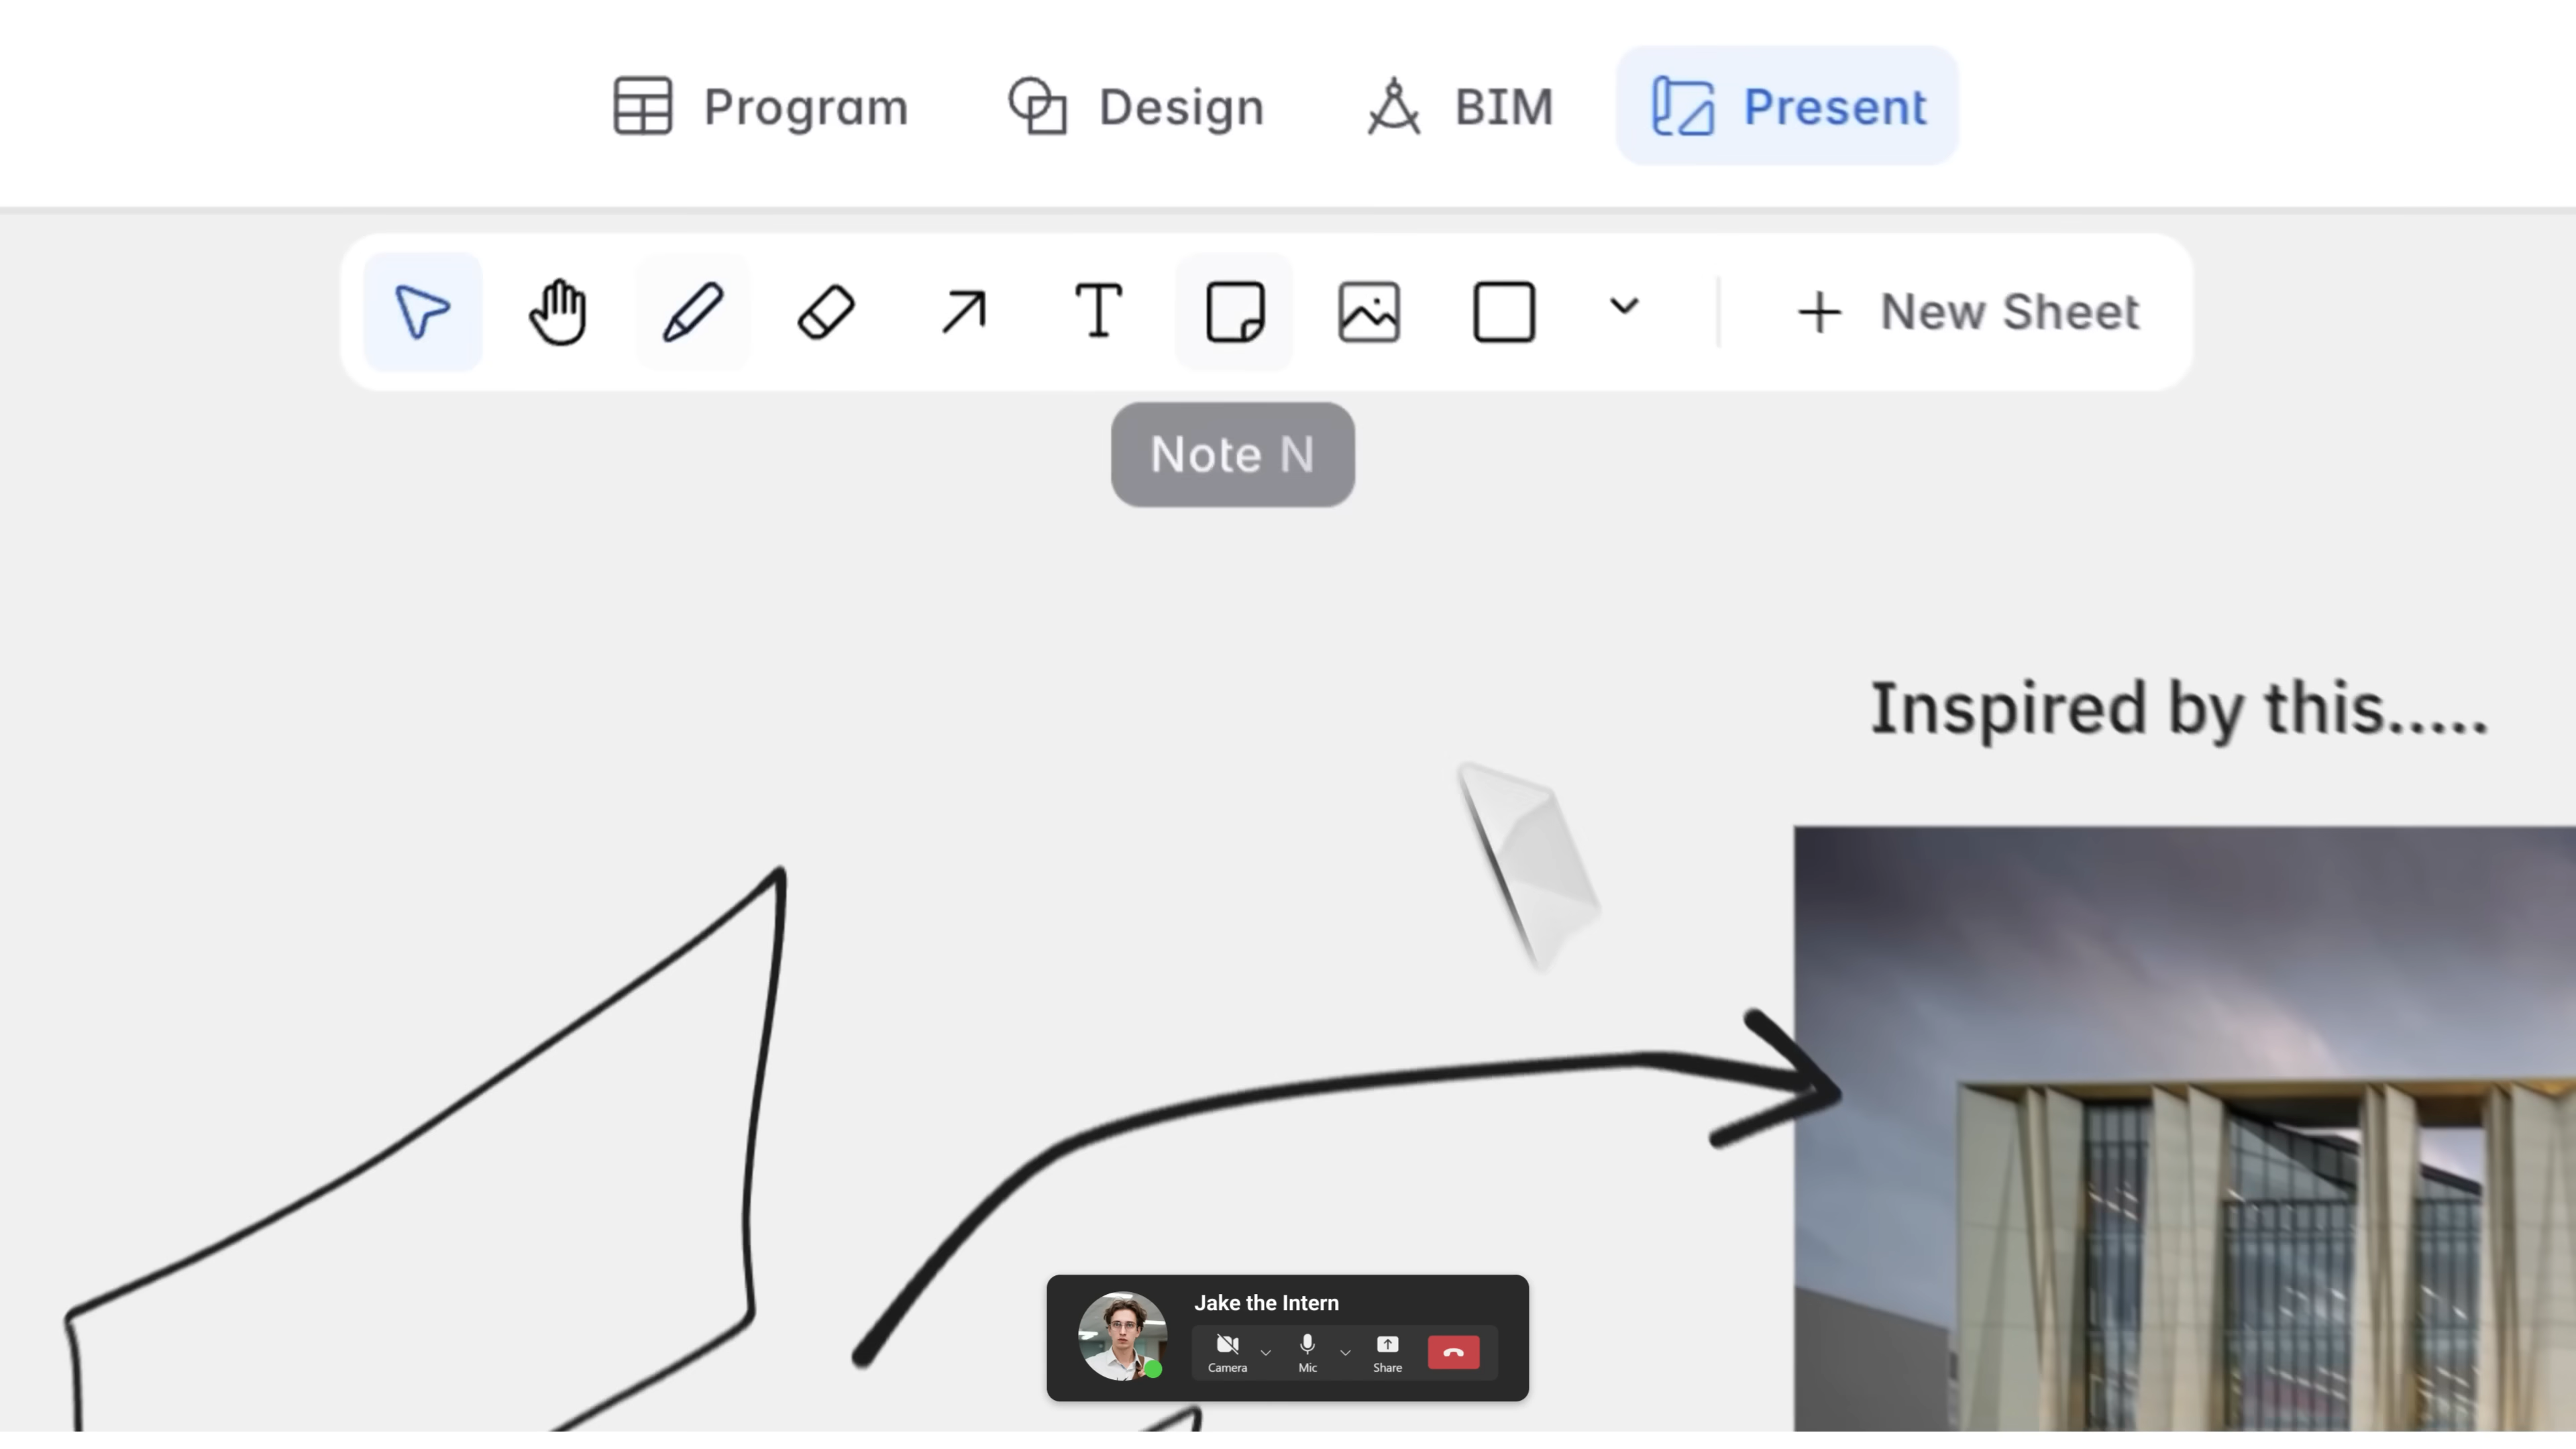 Program Design BIM Present
New Sheet
Note N
Inspired by this.....
Jake the Intern
Camera Mic Share